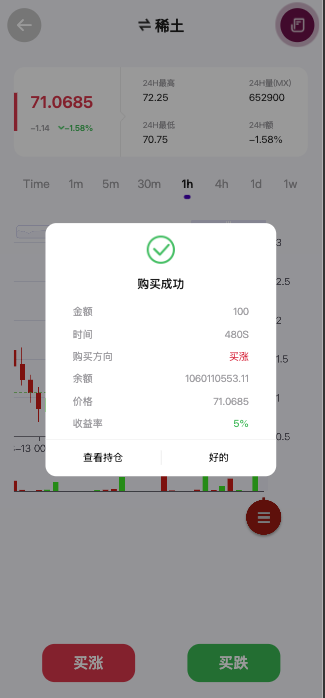 稀土
71.0685
-1.14 -1.58%
24H最高
72.25
24H量(MX)
652900
24H最低
70.75
24H额
-1.58%
Time 1m 5m 30m 1h 4h 1d 1w
购买成功
金额 100
时间 480S
购买方向 买涨
余额 1060110553.11
价格 71.0685
收益率 5%
查看持仓 好的
3
2.5
2
1.5
1
0.5
-13 00
买涨 买跌